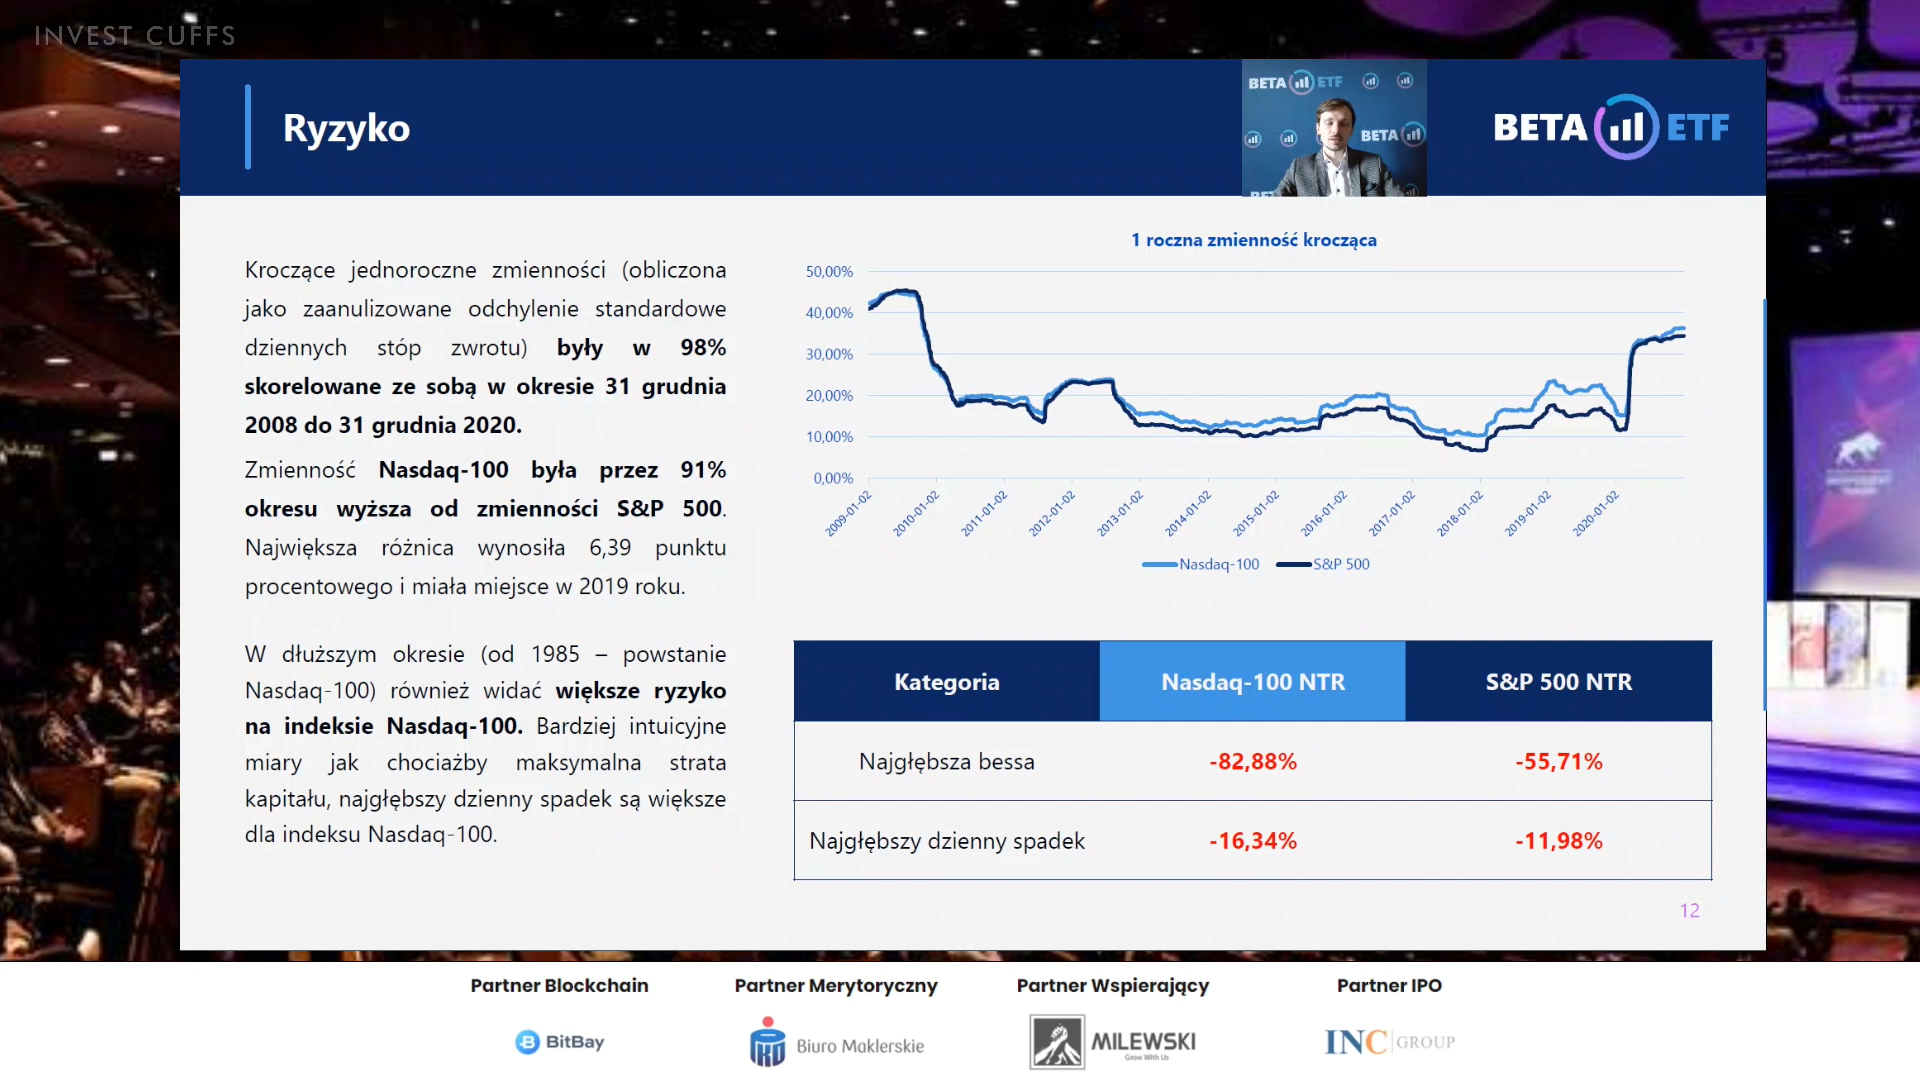 INVEST CUFFS
Ryzyko
BETA ETF
BETA
BETA ETF
Kroczące jednoroczne zmienności (obliczona
jako zaanulizowane odchylenie standardowe
dziennych stóp zwrotu) były w 98%
skorelowane ze sobą w okresie 31 grudnia
2008 do 31 grudnia 2020.
Zmienność Nasdaq-100 była przez 91%
okresu wyższa od zmienności S&P 500.
Największa różnica wynosiła 6,39 punktu
procentowego i miała miejsce w 2019 roku.
W dłuższym okresie (od 1985 – powstanie
Nasdaq-100) również widać większe ryzyko
na indeksie Nasdaq-100. Bardziej intuicyjne
miary jak chociażby maksymalna strata
kapitału, najgłębszy dzienny spadek są większe
dla indeksu Nasdaq-100.
1 roczna zmienność krocząca
50,00%
40,00%
30,00%
20,00%
10,00%
0,00%
2009-01-02 2010-01-02 2011-01-02 2012-01-02 2013-01-02 2014-01-02 2015-01-02 2016-01-02 2017-01-02 2018-01-02 2019-01-02 2020-01-02
Nasdaq-100 S&P 500
Kategoria Nasdaq-100 NTR S&P 500 NTR
Najgłębsza bessa -82,88% -55,71%
Najgłębszy dzienny spadek -16,34% -11,98%
12
Partner Blockchain Partner Merytoryczny Partner Wspierający Partner IPO
BitBay
PKO Biuro Maklerskie
MILEWSKI
Grow With Us
INC GROUP